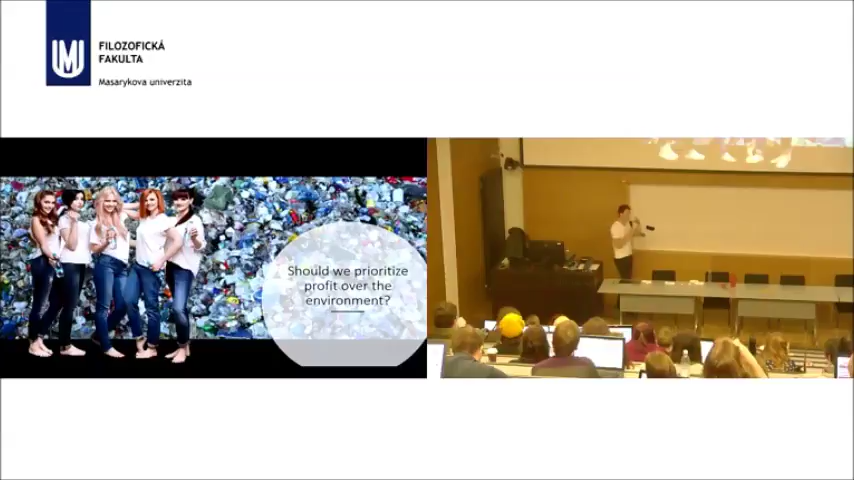 FILOZOFICKÁ
FAKULTA
Masarykova univerzita
Should we prioritize
profit over the
environment?